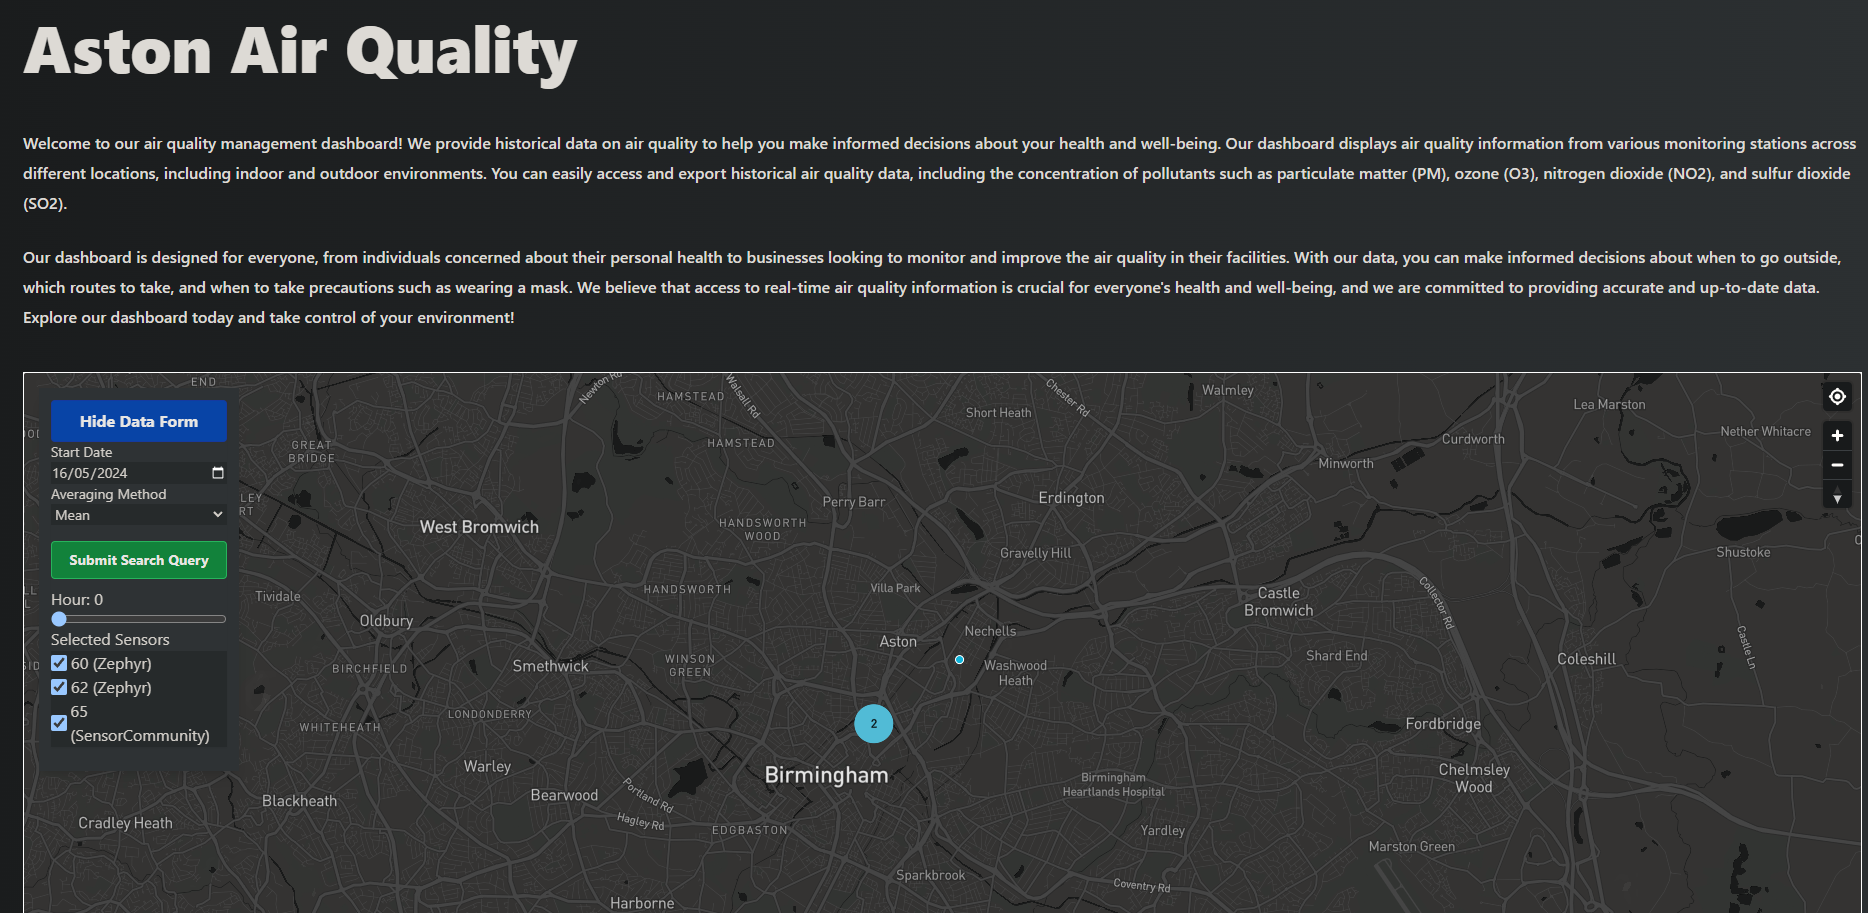 Aston Air Quality
Welcome to our air quality management dashboard! We provide historical data on air quality to help you make informed decisions about your health and well-being. Our dashboard displays air quality information from various monitoring stations across
different locations, including indoor and outdoor environments. You can easily access and export historical air quality data, including the concentration of pollutants such as particulate matter (PM), ozone (O3), nitrogen dioxide (NO2), and sulfur dioxide
(SO2).
Our dashboard is designed for everyone, from individuals concerned about their personal health to businesses looking to monitor and improve the air quality in their facilities. With our data, you can make informed decisions about when to go outside,
which routes to take, and when to take precautions such as wearing a mask. We believe that access to real-time air quality information is crucial for everyone's health and well-being, and we are committed to providing accurate and up-to-date data.
Explore our dashboard today and take control of your environment!
Hide Data Form
Start Date
16/05/2024
Averaging Method
Mean
Submit Search Query
Hour: 0
Selected Sensors
60 (Zephyr)
62 (Zephyr)
65
(SensorCommunity)
END
Newton Rd
HAMSTEAD
Walsall Rd
Short Heath
Chester Rd
Walmley
Lea Marston
Nether Whitacre
GREAT
BRIDGE
HAMSTEAD
Curdworth
Minworth
Perry Barr
Erdington
West Bromwich
HANDSWORTH
WOOD
Gravelly Hill
Shustoke
HANDSWORTH
Villa Park
Tividale
Castle
Bromwich
Collector Rd
Oldbury
Aston
Nechells
Castle Ln
Smethwick
WINSON
GREEN
BIRCHFIELD
Washwood
Heath
Shard End
Coleshill
LONDONDERRY
WHITEHEATH
2
Fordbridge
Warley
Birmingham
Birmingham
Heartlands Hospital
Chelmsley
Wood
Blackheath
Bearwood
Portland Rd
Cradley Heath
Hagley Rd
EDGBASTON
Yardley
Marston Green
Sparkbrook
Coventry Rd
Harborne